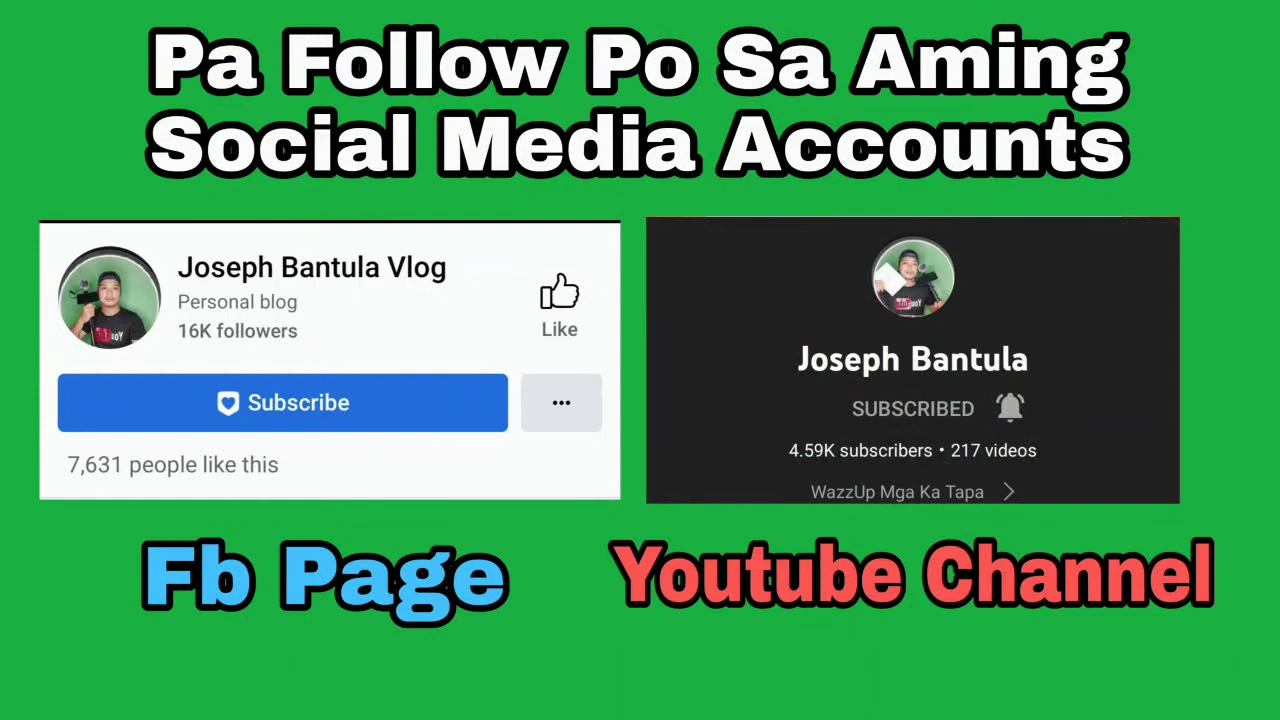 Pa Follow Po Sa Aming
Social Media Accounts
Joseph Bantula Vlog
Personal blog
16K followers
Like
Subscribe
7,631 people like this
Joseph Bantula
SUBSCRIBED
4.59K subscribers • 217 videos
WazzUp Mga Ka Tapa
Fb Page
Youtube Channel